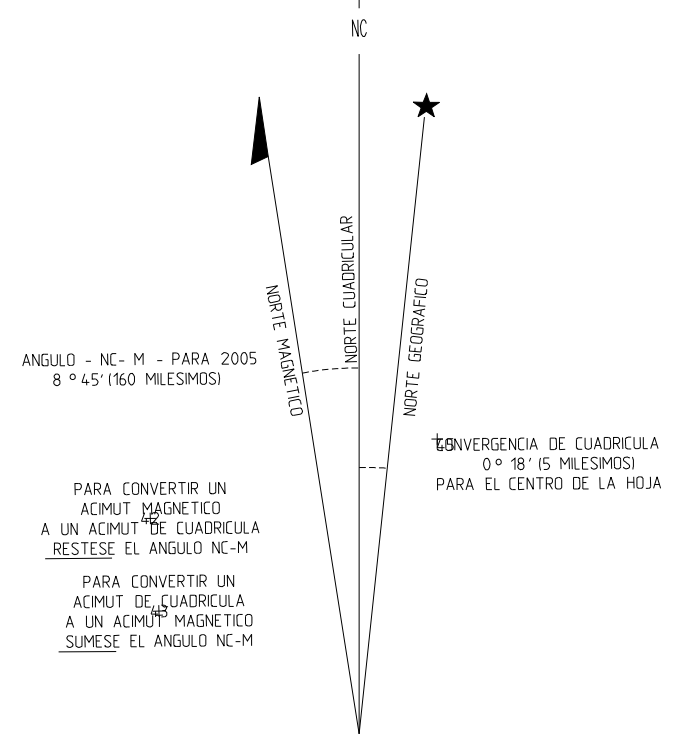 NC
NORTE MAGNETICO
NORTE CUADRICULAR
NORTE GEOGRAFICO
ANGULO - NC- M - PARA 2005
8 º 45' (160 MILESIMOS)
CONVERGENCIA DE CUADRICULA
0 º 18' (5 MILESIMOS)
PARA EL CENTRO DE LA HOJA
PARA CONVERTIR UN
ACIMUT MAGNETICO
A UN ACIMUT DE CUADRICULA
RESTESE EL ANGULO NC-M
PARA CONVERTIR UN
ACIMUT DE CUADRICULA
A UN ACIMUT MAGNETICO
SUMESE EL ANGULO NC-M